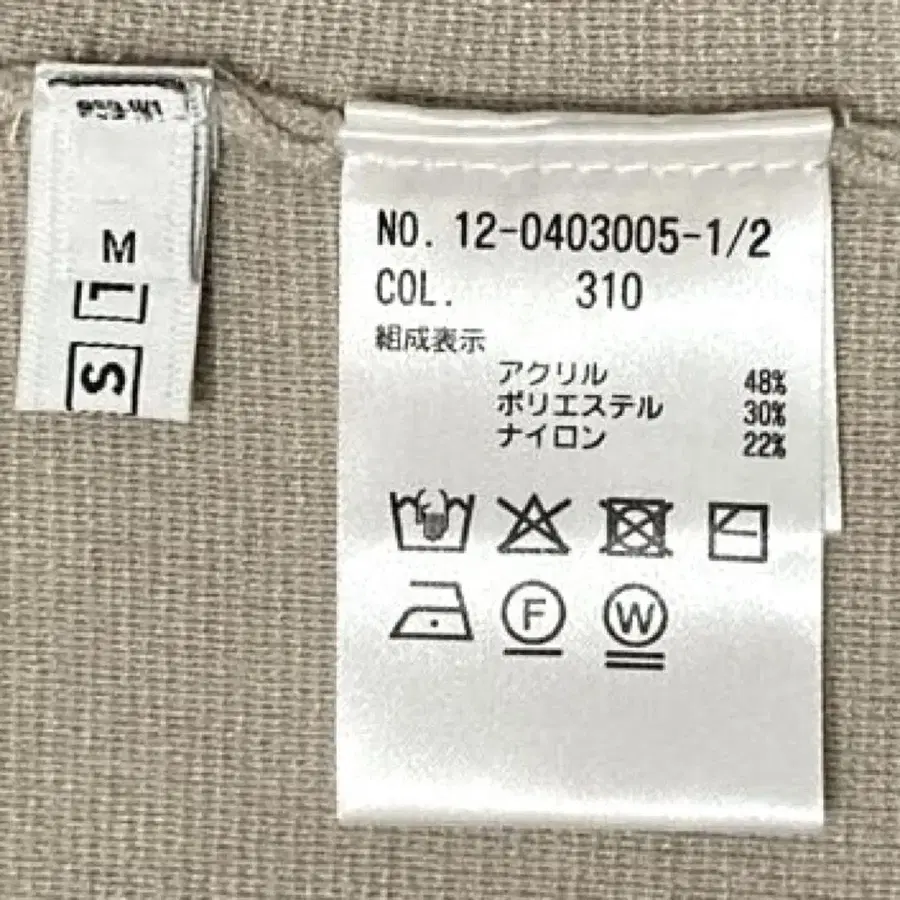 M
L
S
NO. 12-0403005-1/2
COL. 310
組成表示
アクリル 48%
ポリエステル 30%
ナイロン 22%
F
W